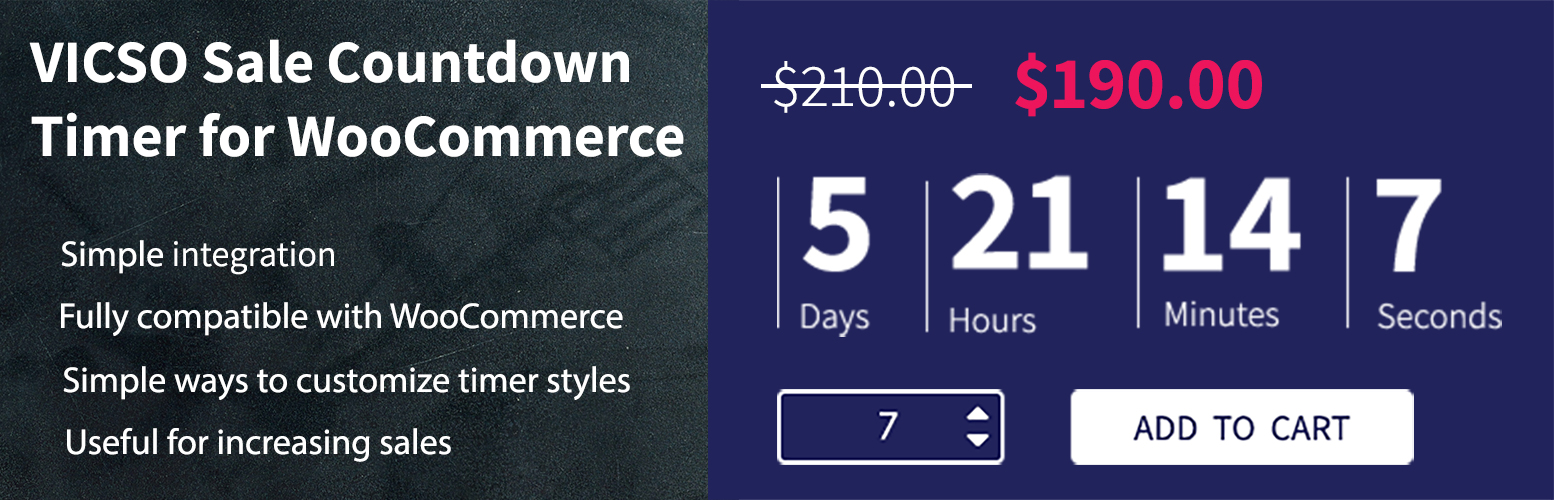 VICSO Sale Countdown
Timer for WooCommerce
Simple integration
Fully compatible with WooCommerce
Simple ways to customize timer styles
Useful for increasing sales
$210.00 $190.00
5 21 14 7
Days Hours Minutes Seconds
7 ADD TO CART